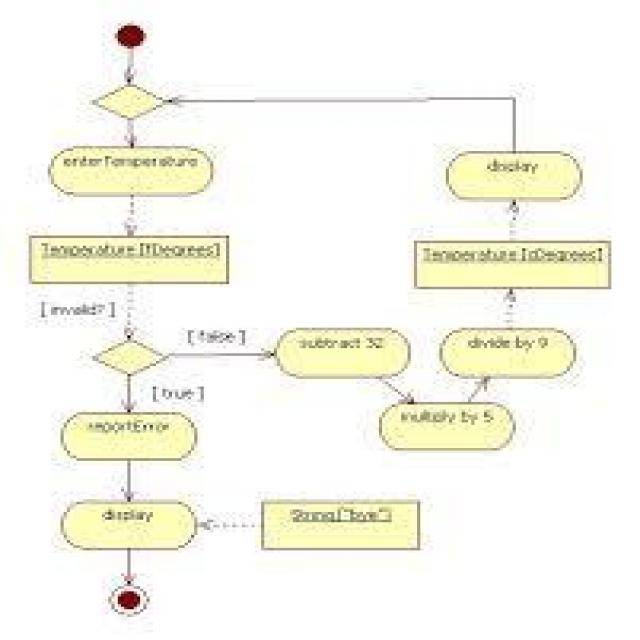 enterTemperature
display
Temperature[fDegrees]
Temperature[cDegrees]
[ invalid? ]
[ false ]
subtract 32
divide by 9
[ true ]
multiply by 5
reportError
display
String["bye"]